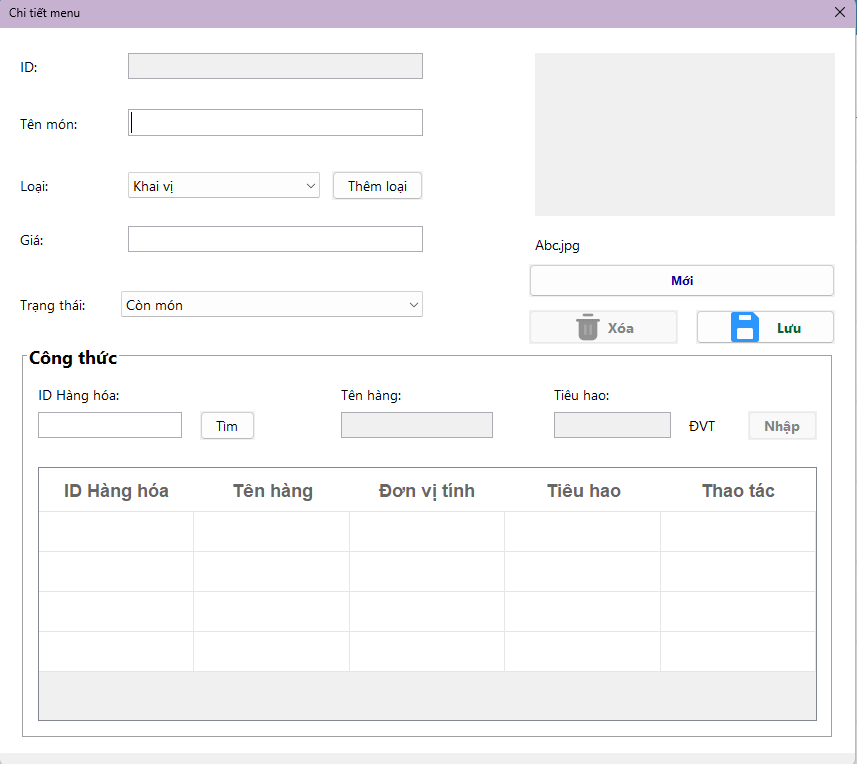 Chi tiết menu
ID:
Tên món:
Loại: Khai vị Thêm loại
Giá:
Abc.jpg
Mới
Trạng thái: Còn món
Xóa Lưu
Công thức
ID Hàng hóa: Tên hàng: Tiêu hao:
Tìm ĐVT Nhập
ID Hàng hóa Tên hàng Đơn vị tính Tiêu hao Thao tác